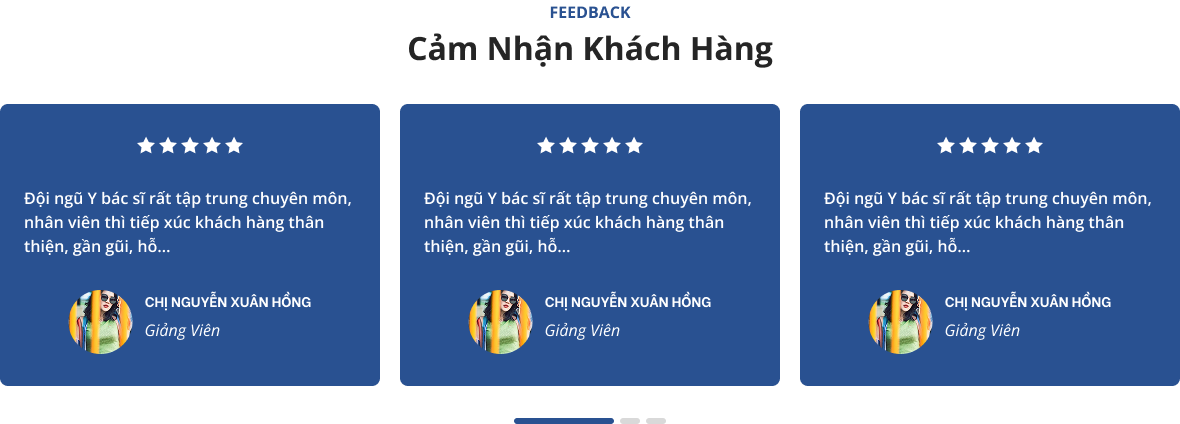 FEEDBACK
Cảm Nhận Khách Hàng
Đội ngũ Y bác sĩ rất tập trung chuyên môn,
nhân viên thì tiếp xúc khách hàng thân
thiện, gần gũi, hỗ...
CHỊ NGUYỄN XUÂN HỒNG
Giảng Viên
Đội ngũ Y bác sĩ rất tập trung chuyên môn,
nhân viên thì tiếp xúc khách hàng thân
thiện, gần gũi, hỗ...
CHỊ NGUYỄN XUÂN HỒNG
Giảng Viên
Đội ngũ Y bác sĩ rất tập trung chuyên môn,
nhân viên thì tiếp xúc khách hàng thân
thiện, gần gũi, hỗ...
CHỊ NGUYỄN XUÂN HỒNG
Giảng Viên